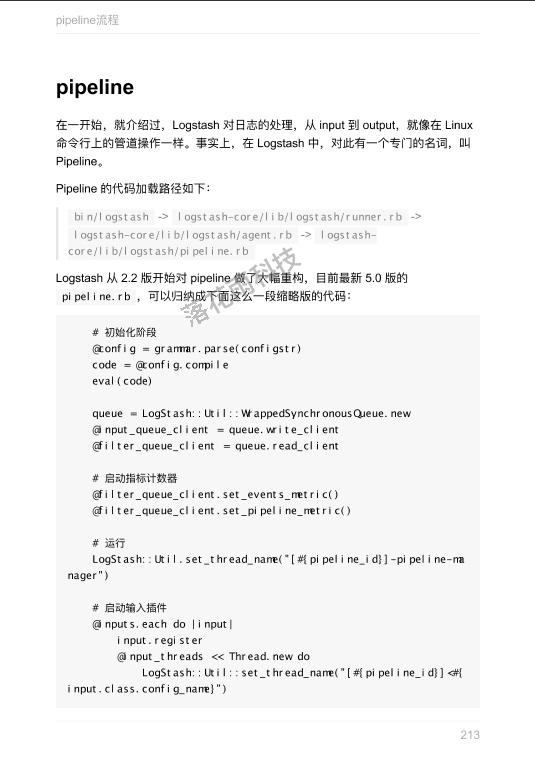 pipeline流程
pipeline
在一开始，就介绍过，Logstash 对日志的处理，从 input 到 output，就像在 Linux
命令行上的管道操作一样。事实上，在 Logstash 中，对此有一个专门的名词，叫
Pipeline。
Pipeline 的代码加载路径如下：
bin/logstash -> logstash-core/lib/logstash/runner.rb ->
logstash-core/lib/logstash/agent.rb -> logstash-
core/lib/logstash/pipeline.rb
Logstash 从 2.2 版开始对 pipeline 做了大幅重构，目前最新 5.0 版的
pipeline.rb ，可以归纳成下面这么一段缩略版的代码：
落花雨科技
# 初始化阶段
@config = grammar.parse(configstr)
code = @config.compile
eval(code)
queue = LogStash::Util::WrappedSynchronousQueue.new
@input_queue_client = queue.write_client
@filter_queue_client = queue.read_client
# 启动指标计数器
@filter_queue_client.set_events_metric()
@filter_queue_client.set_pipeline_metric()
# 运行
LogStash::Util.set_thread_name("[#{pipeline_id}]-pipeline-ma
nager")
# 启动输入插件
@inputs.each do |input|
input.register
@input_threads << Thread.new do
LogStash::Util::set_thread_name("[#{pipeline_id}]<#{
input.class.config_name}")
213